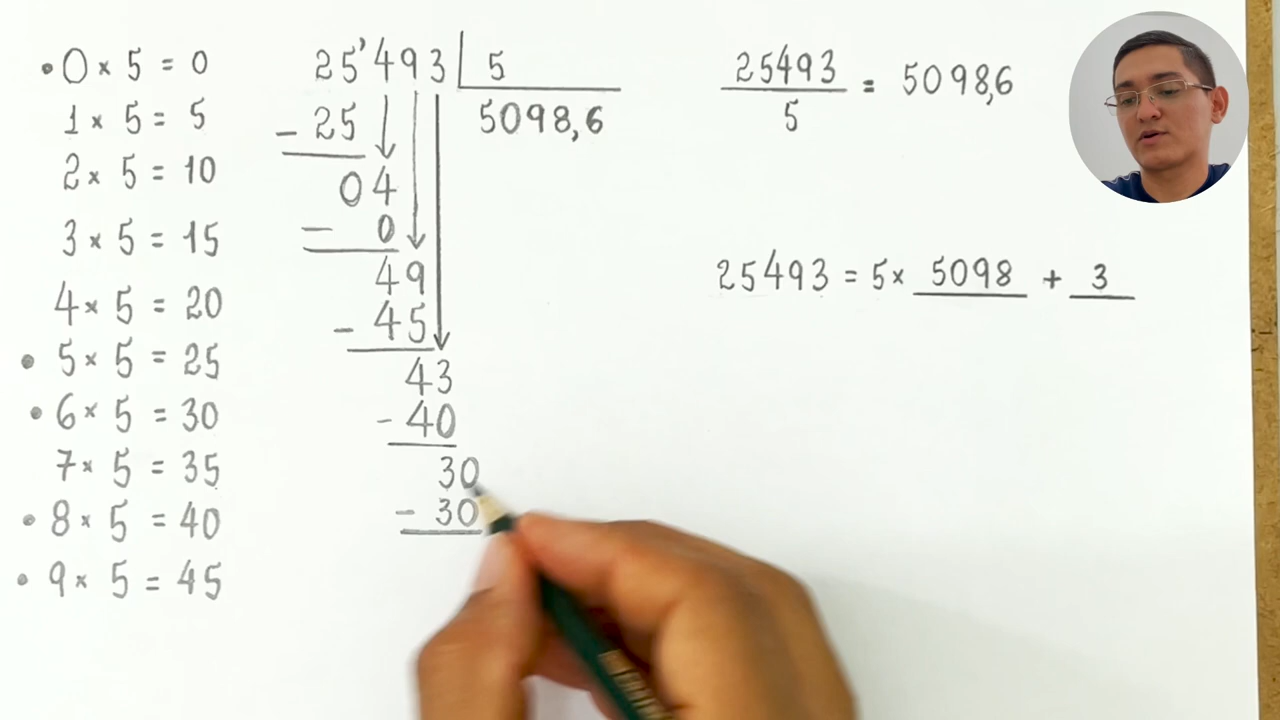 • 0 × 5 = 0
1 × 5 = 5
2 × 5 = 10
3 × 5 = 15
4 × 5 = 20
• 5 × 5 = 25
• 6 × 5 = 30
7 × 5 = 35
• 8 × 5 = 40
• 9 × 5 = 45
25'493 | 5
- 25
5098,6
04
- 0
49
- 45
43
- 40
30
- 30
25493
5
= 5098,6
25493 = 5 × 5098 + 3